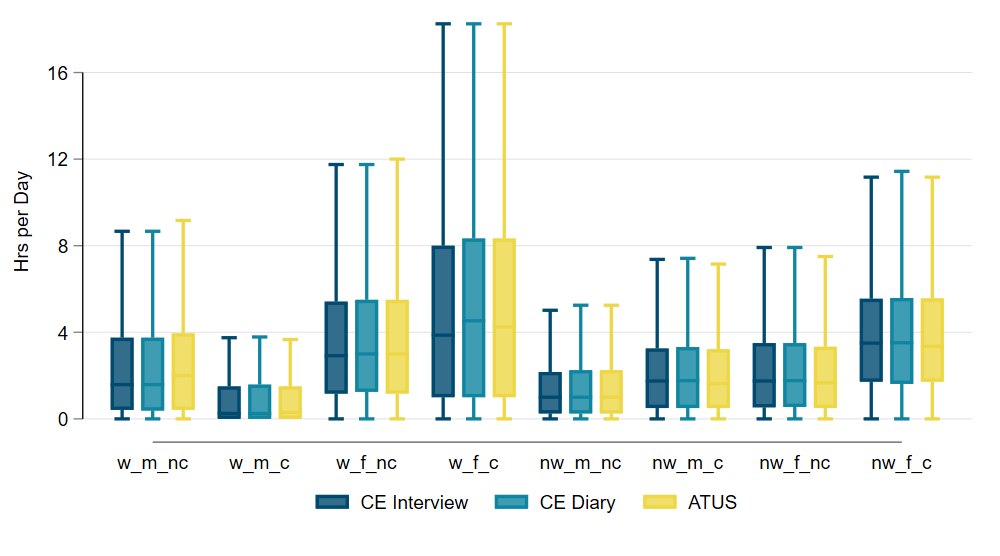 Hrs per Day
16
12
8
4
0
w_m_nc w_m_c w_f_nc w_f_c nw_m_nc nw_m_c nw_f_nc nw_f_c
CE Interview CE Diary ATUS